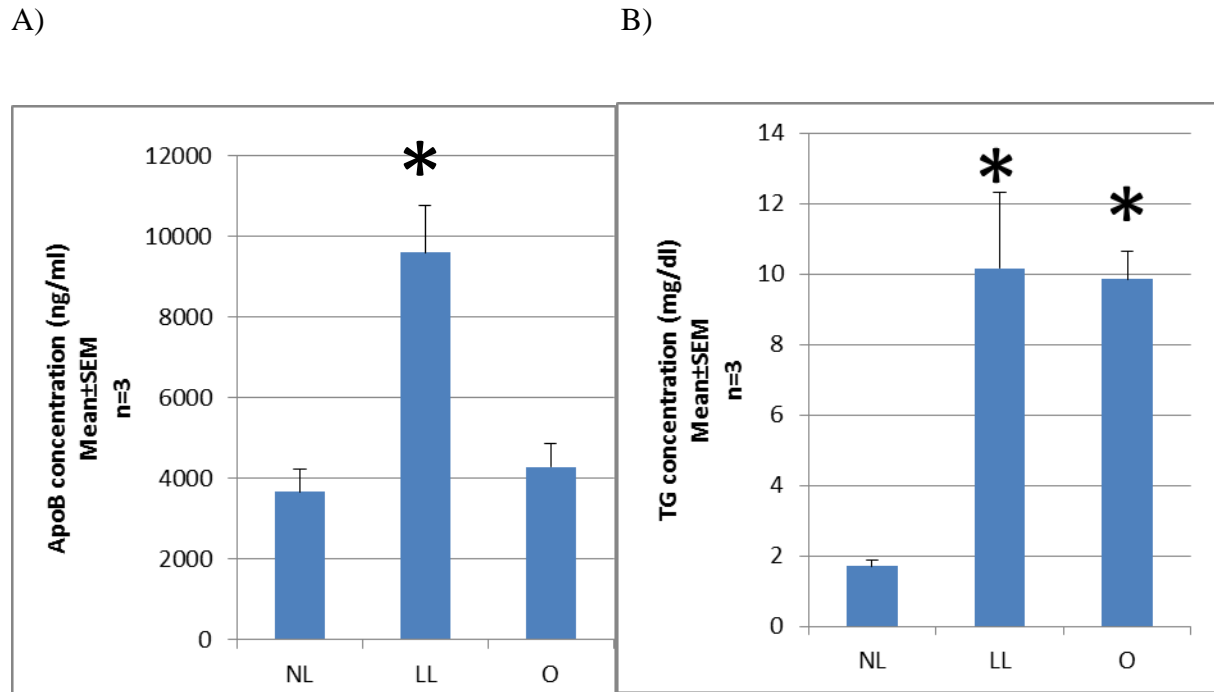 A)
B)
ApoB concentration (ng/ml)
Mean±SEM
n=3
12000
10000
8000
6000
4000
2000
0
*
NL LL O
TG concentration (mg/dl)
Mean±SEM
n=3
14
12
10
8
6
4
2
0
*
*
NL LL O